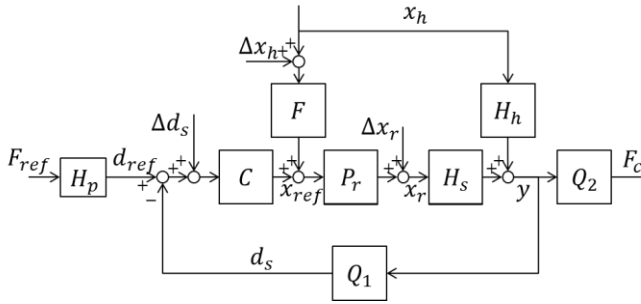 x_h
Δx_h + +
F
Δd_s
Δx_r
H_h
F_ref
d_ref
F_c
H_p
+ −
+ +
C
+ +
x_ref
P_r
+ +
x_r
H_s
+ +
y
Q_2
d_s
Q_1